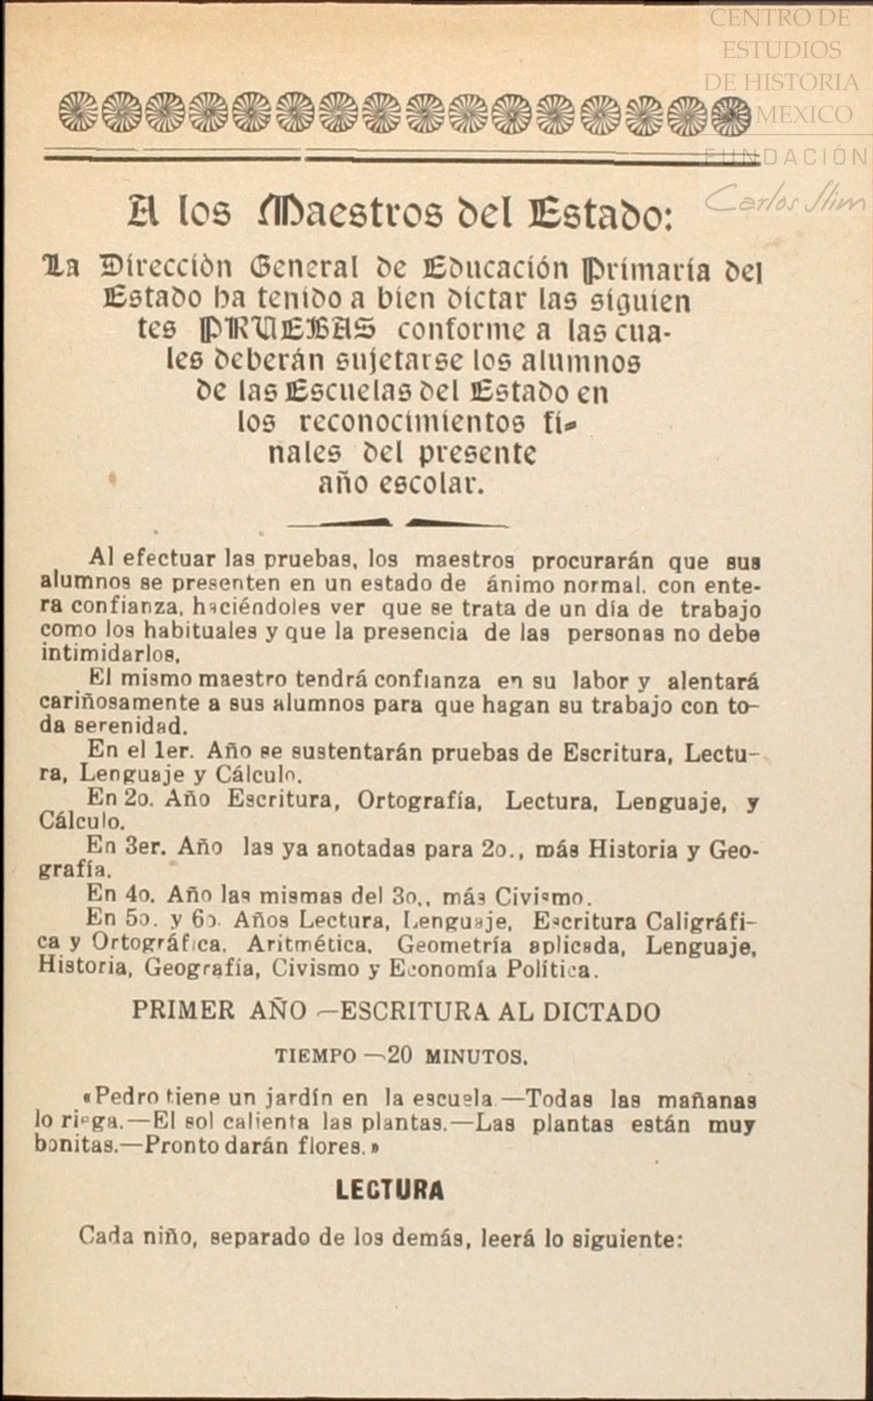 CENTRO DE
ESTUDIOS
DE HISTORIA
MEXICO
FUNDACIÓN
Carlos Slim
A los Maestros del Estado:
La Direcciòn General de Educación Primaria del
Estado ha tenido a bien dictar las siguien
tes PRUEBAS conforme a las cua-
les deberán sujetarse los alumnos
de las Escuelas del Estado en
los reconocimientos fi-
nales del presente
año escolar.
Al efectuar las pruebas, los maestros procurarán que sus
alumnos se presenten en un estado de ánimo normal. con ente-
ra confianza, haciéndoles ver que se trata de un día de trabajo
como los habituales y que la presencia de las personas no debe
intimidarlos.
El mismo maestro tendrá confianza en su labor y alentará
cariñosamente a sus alumnos para que hagan su trabajo con to-
da serenidad.
En el 1er. Año se sustentarán pruebas de Escritura, Lectu-
ra, Lenguaje y Cálculo.
En 2o. Año Escritura, Ortografía, Lectura, Lenguaje, y
Cálculo.
En 3er. Año las ya anotadas para 2o., más Historia y Geo-
grafía.
En 4o. Año las mismas del 3o., más Civismo.
En 5o. y 6o. Años Lectura, Lenguaje, Escritura Caligráfi-
ca y Ortográfica, Aritmética, Geometría aplicada, Lenguaje,
Historia, Geografía, Civismo y Economía Política.
PRIMER AÑO —ESCRITURA AL DICTADO
TIEMPO —20 MINUTOS.
«Pedro tiene un jardín en la escuela.—Todas las mañanas
lo riega.—El sol calienta las plantas.—Las plantas están muy
bonitas.—Pronto darán flores.»
LECTURA
Cada niño, separado de los demás, leerá lo siguiente: